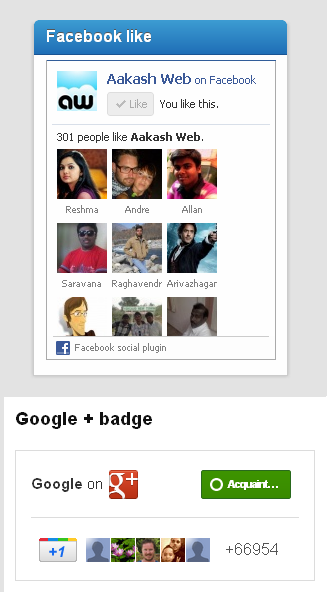 Facebook like
Aakash Web on Facebook
aw
Like You like this.
301 people like Aakash Web.
Reshma Andre Allan
Saravana Raghavendr Arivazhagar
Facebook social plugin
Google + badge
Google on g+ Acquaint...
+1 +66954